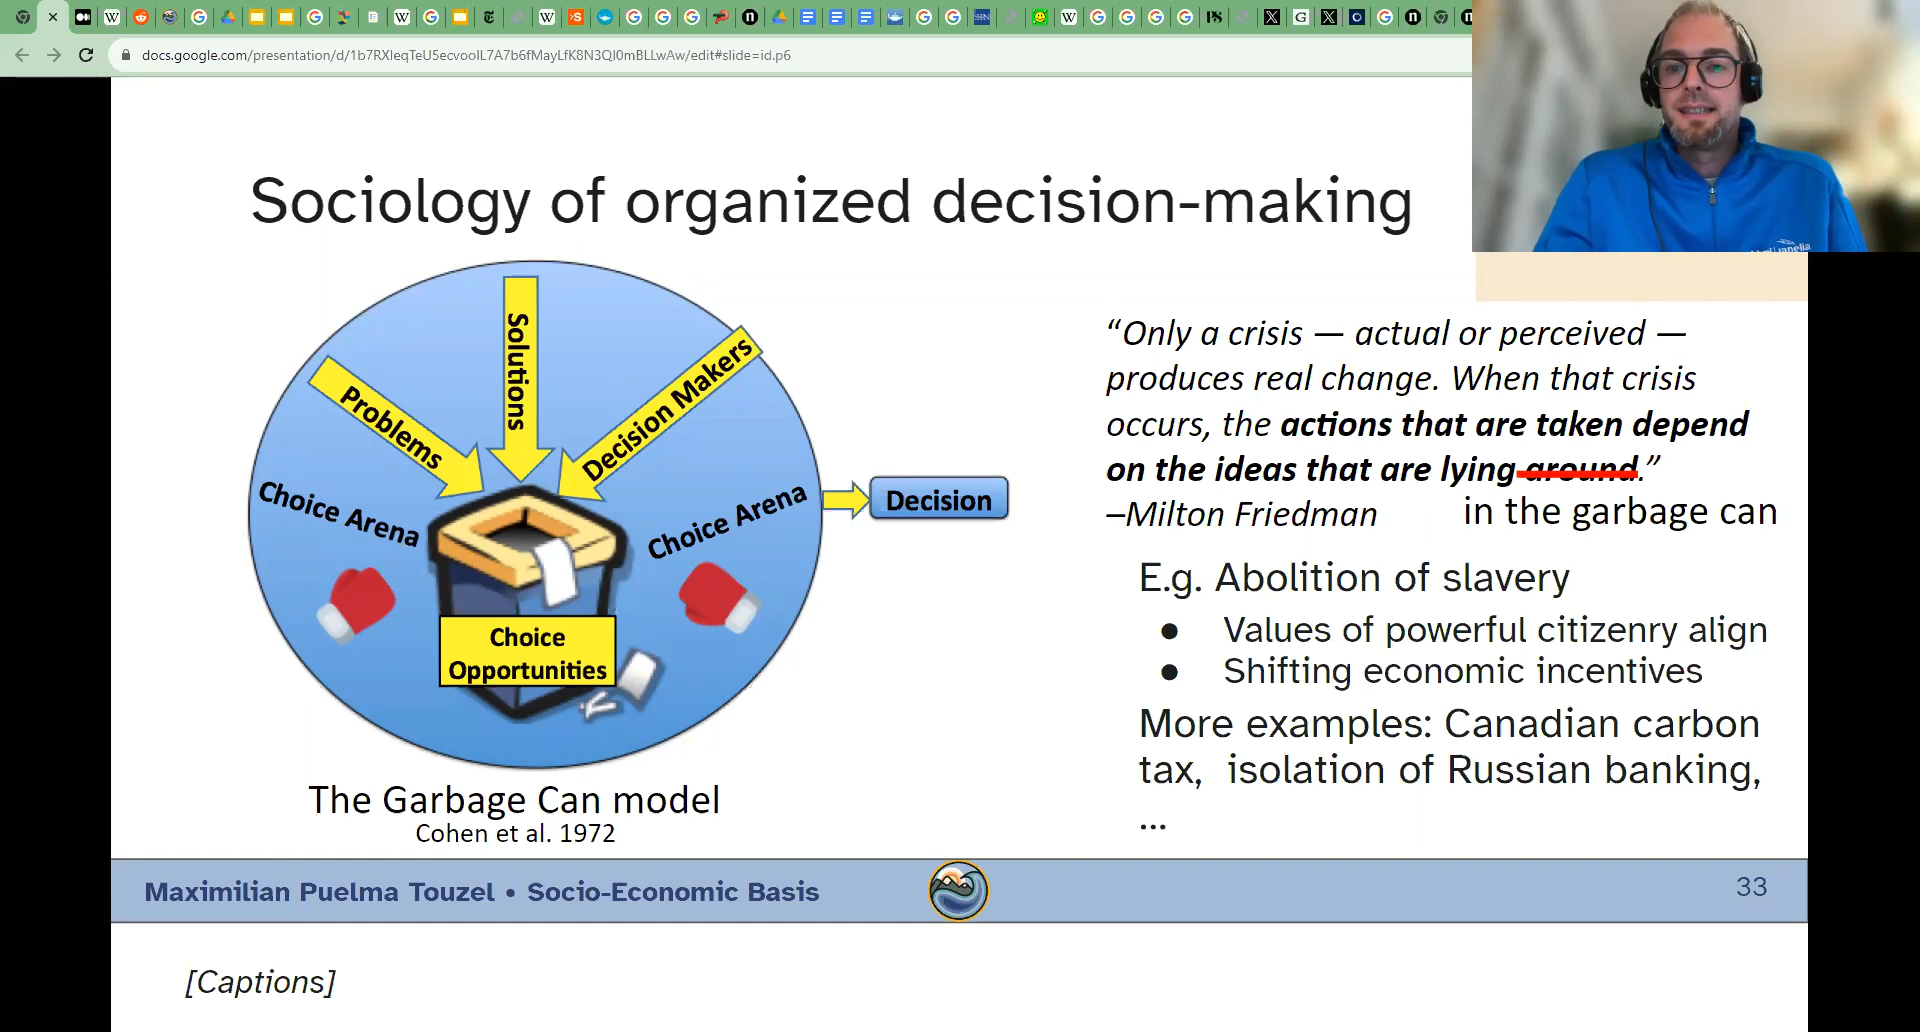 docs.google.com/presentation/d/1b7RXleqTeU5ecvoolL7A7b6fMayLfK8N3QJ0mBLLwAw/edit#slide=id.p6
Sociology of organized decision-making
Solutions
Problems
Decision Makers
Choice Arena
Choice Arena
Choice
Opportunities
Decision
The Garbage Can model
Cohen et al. 1972
“Only a crisis — actual or perceived —
produces real change. When that crisis
occurs, the actions that are taken depend
on the ideas that are lying around.”
–Milton Friedman
in the garbage can
E.g. Abolition of slavery
● Values of powerful citizenry align
● Shifting economic incentives
More examples: Canadian carbon
tax, isolation of Russian banking,
...
Maximilian Puelma Touzel • Socio-Economic Basis
33
[Captions]